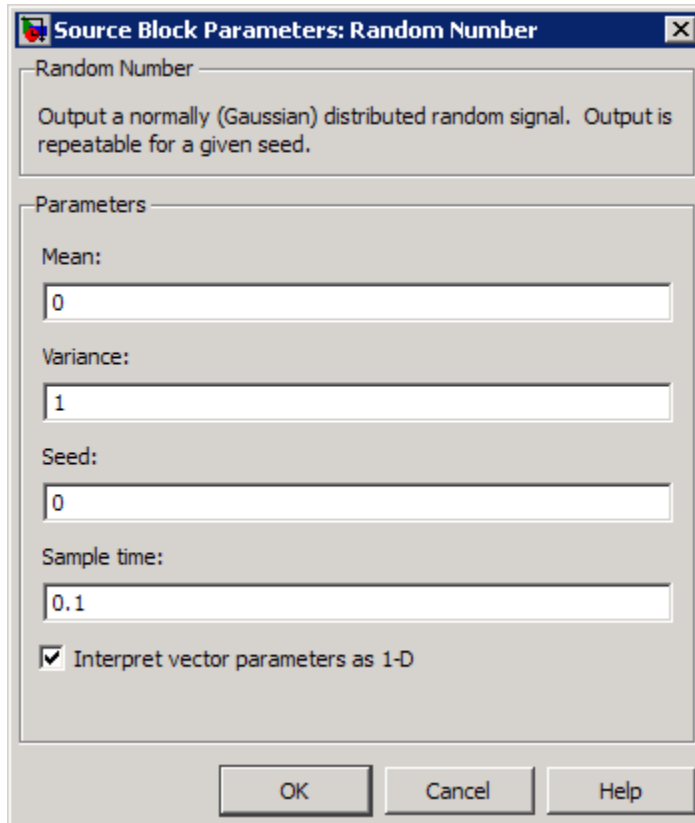 Source Block Parameters: Random Number
Random Number
Output a normally (Gaussian) distributed random signal. Output is
repeatable for a given seed.
Parameters
Mean:
0
Variance:
1
Seed:
0
Sample time:
0.1
Interpret vector parameters as 1-D
OK Cancel Help